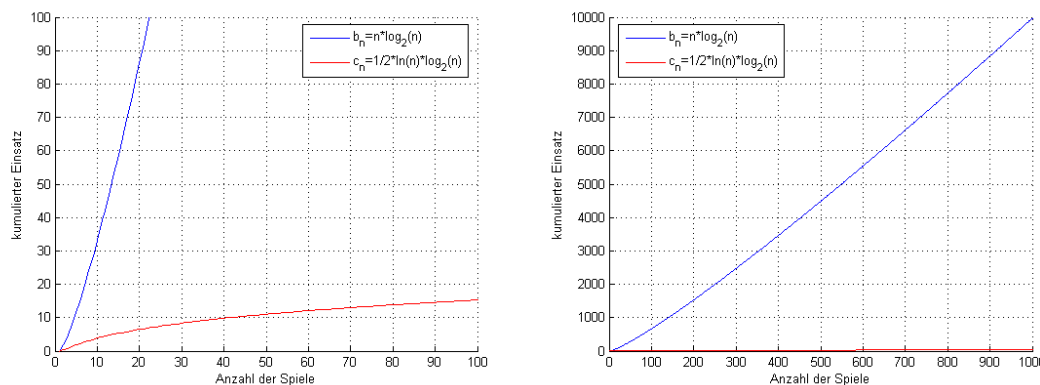 100
90
80
70
60
50
40
30
20
10
0
kumulierter Einsatz
b_n=n*log_2(n)
c_n=1/2*ln(n)*log_2(n)
0 10 20 30 40 50 60 70 80 90 100
Anzahl der Spiele
10000
9000
8000
7000
6000
5000
4000
3000
2000
1000
0
kumulierter Einsatz
b_n=n*log_2(n)
c_n=1/2*ln(n)*log_2(n)
0 100 200 300 400 500 600 700 800 900 1000
Anzahl der Spiele